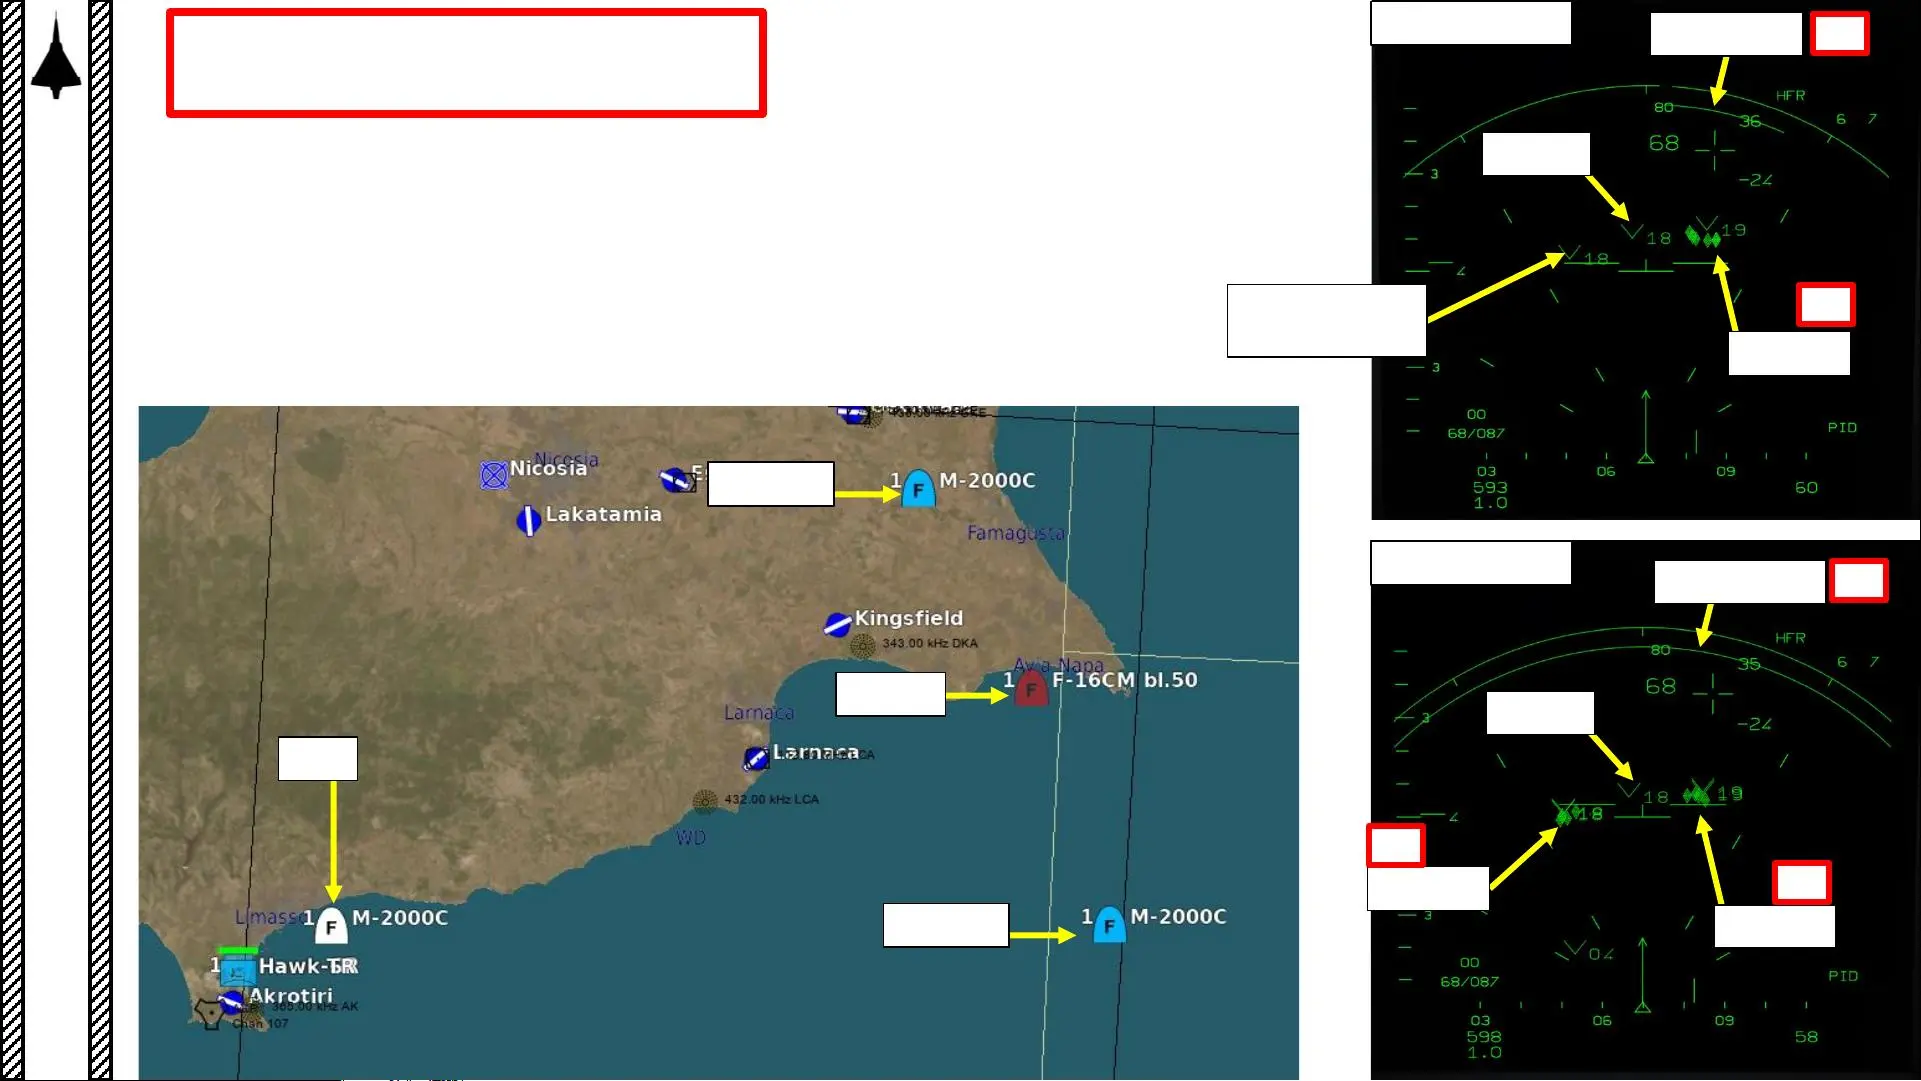 HFR
80
36
6 7
68
3
-24
18
19
18
4
3
00
68/087
PID
03
06
09
593
1.0
60
Nicosia
Nicosia
1 M-2000C
Lakatamia
Famagusta
Kingsfield
343.00 kHz DKA
1 F-16CM bl.50
Larnaca
Larnaca
432.00 kHz LCA
WD
1 M-2000C
1 M-2000C
1 Hawk-
Akrotiri
365.00 kHz AK
Chan 107
HFR
80
35
6 7
68
3
-24
18
19
18
4
3
04
00
68/087
PID
03
06
09
598
1.0
58